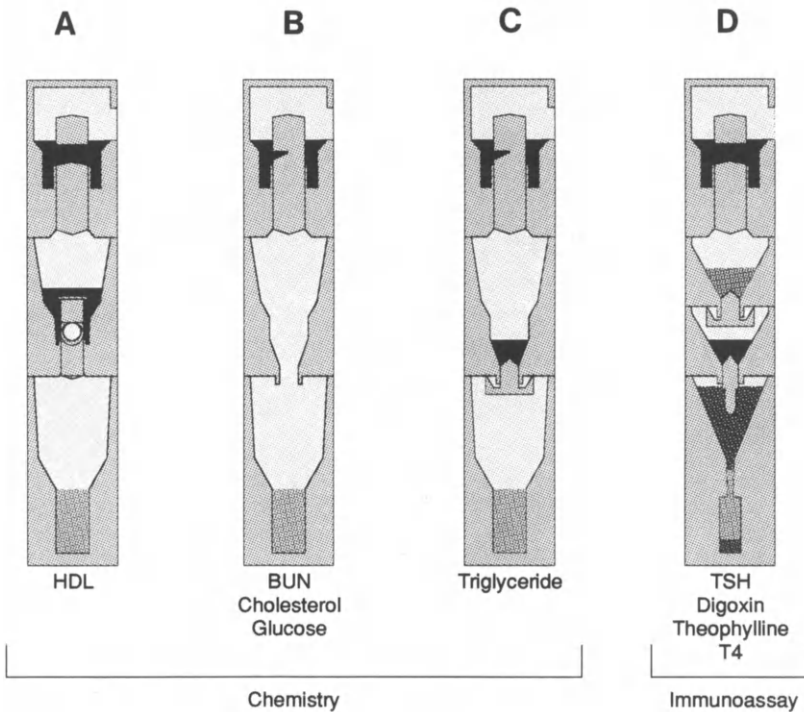 A B C D
HDL
BUN
Cholesterol
Glucose
Triglyceride
TSH
Digoxin
Theophylline
T4
Chemistry
Immunoassay